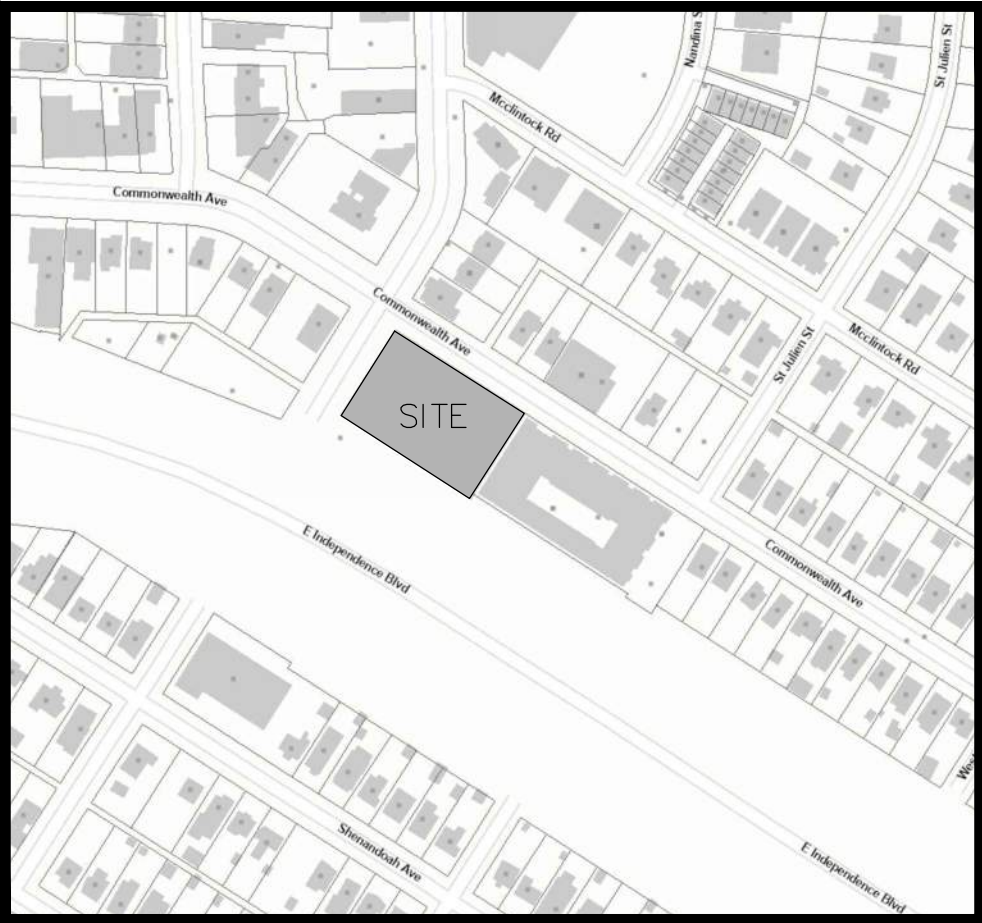 Nandina S
St Julien St
Mcclintock Rd
Commonwealth Ave
Commonwealth Ave
SITE
St Julien St
Mcclintock Rd
E Independence Blvd
Commonwealth Ave
Wes
Shenandoah Ave
E Independence Blvd